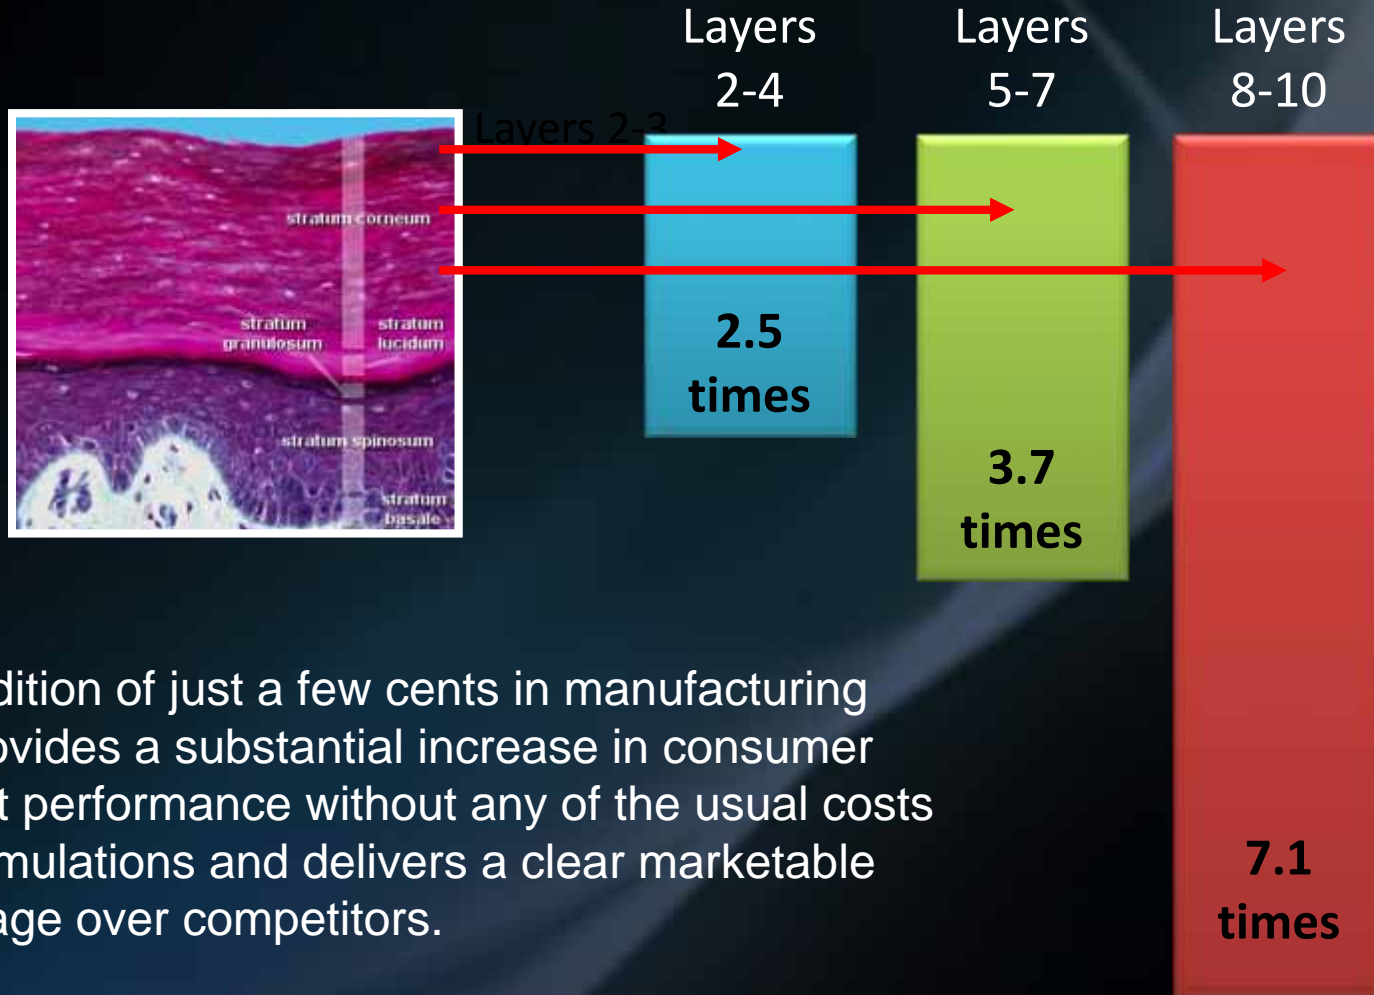 Layers
2-4
Layers
5-7
Layers
8-10
Layers 2-3
stratum corneum
stratum
granulosum
stratum
lucidum
stratum spinosum
stratum
basale
2.5
times
3.7
times
7.1
times
dition of just a few cents in manufacturing
ovides a substantial increase in consumer
t performance without any of the usual costs
mulations and delivers a clear marketable
age over competitors.